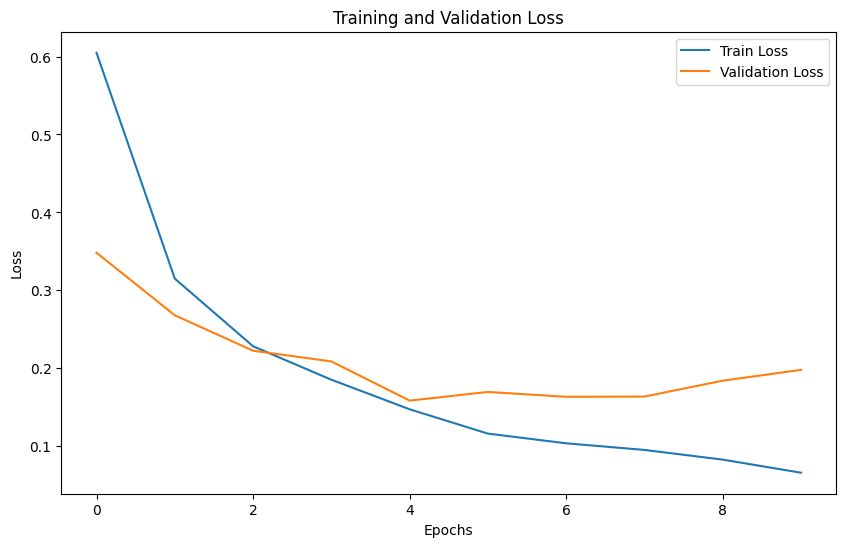 Training and Validation Loss
Train Loss
Validation Loss
0.6
0.5
0.4
0.3
0.2
0.1
Loss
0 2 4 6 8
Epochs